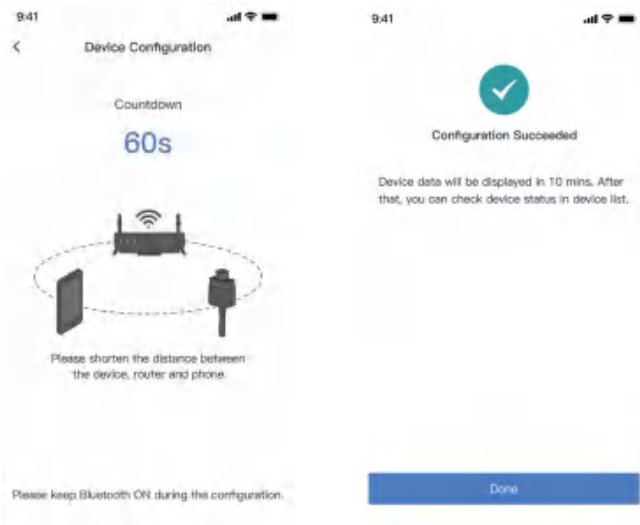 9:41
Device Configuration
Countdown
60s
Please shorten the distance between
the device, router and phone.
Please keep Bluetooth ON during the configuration.
9:41
Configuration Succeeded
Device data will be displayed in 10 mins. After
that, you can check device status in device list.
Done